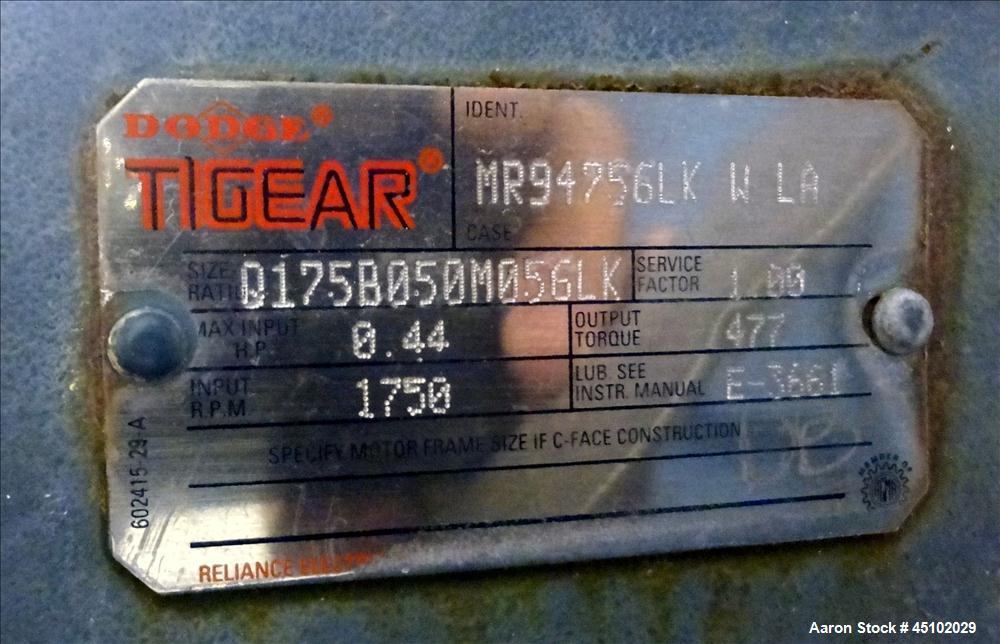 DODGE®
TIGEAR®
IDENT.
MR94756LK W LA
CASE
SIZE
RATIO
Q175B050M056LK
SERVICE
FACTOR
1.00
MAX INPUT
H.P.
0.44
OUTPUT
TORQUE
477
INPUT
R.P.M
1750
LUB. SEE
INSTR. MANUAL
E-3661
SPECIFY MOTOR FRAME SIZE IF C-FACE CONSTRUCTION
602415-29-A
MEMBER OF
RELIANCE
Aaron Stock # 45102029